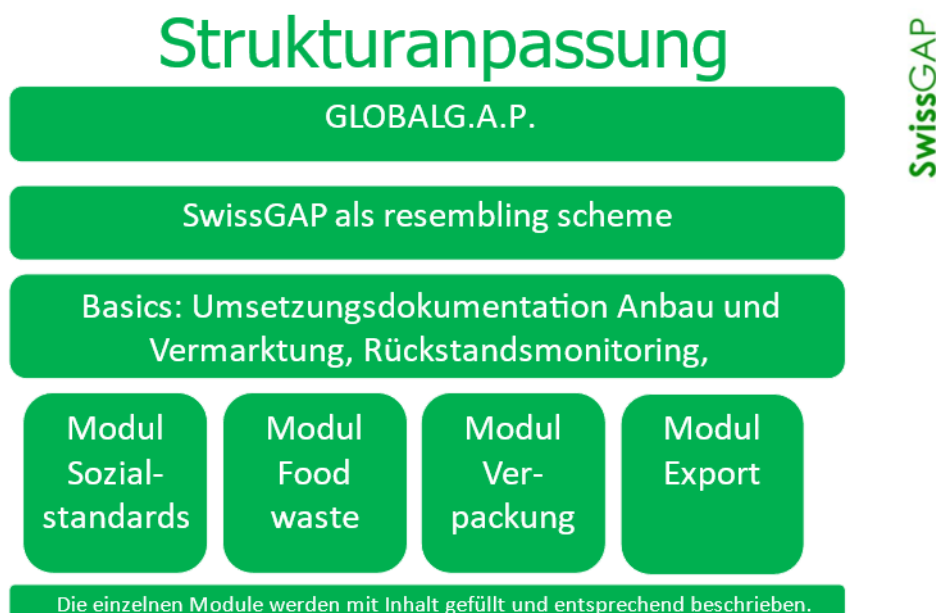 Strukturanpassung
SwissGAP
GLOBALG.A.P.
SwissGAP als resembling scheme
Basics: Umsetzungsdokumentation Anbau und
Vermarktung, Rückstandsmonitoring,
Modul
Sozial-
standards
Modul
Food
waste
Modul
Ver-
packung
Modul
Export
Die einzelnen Module werden mit Inhalt gefüllt und entsprechend beschrieben.